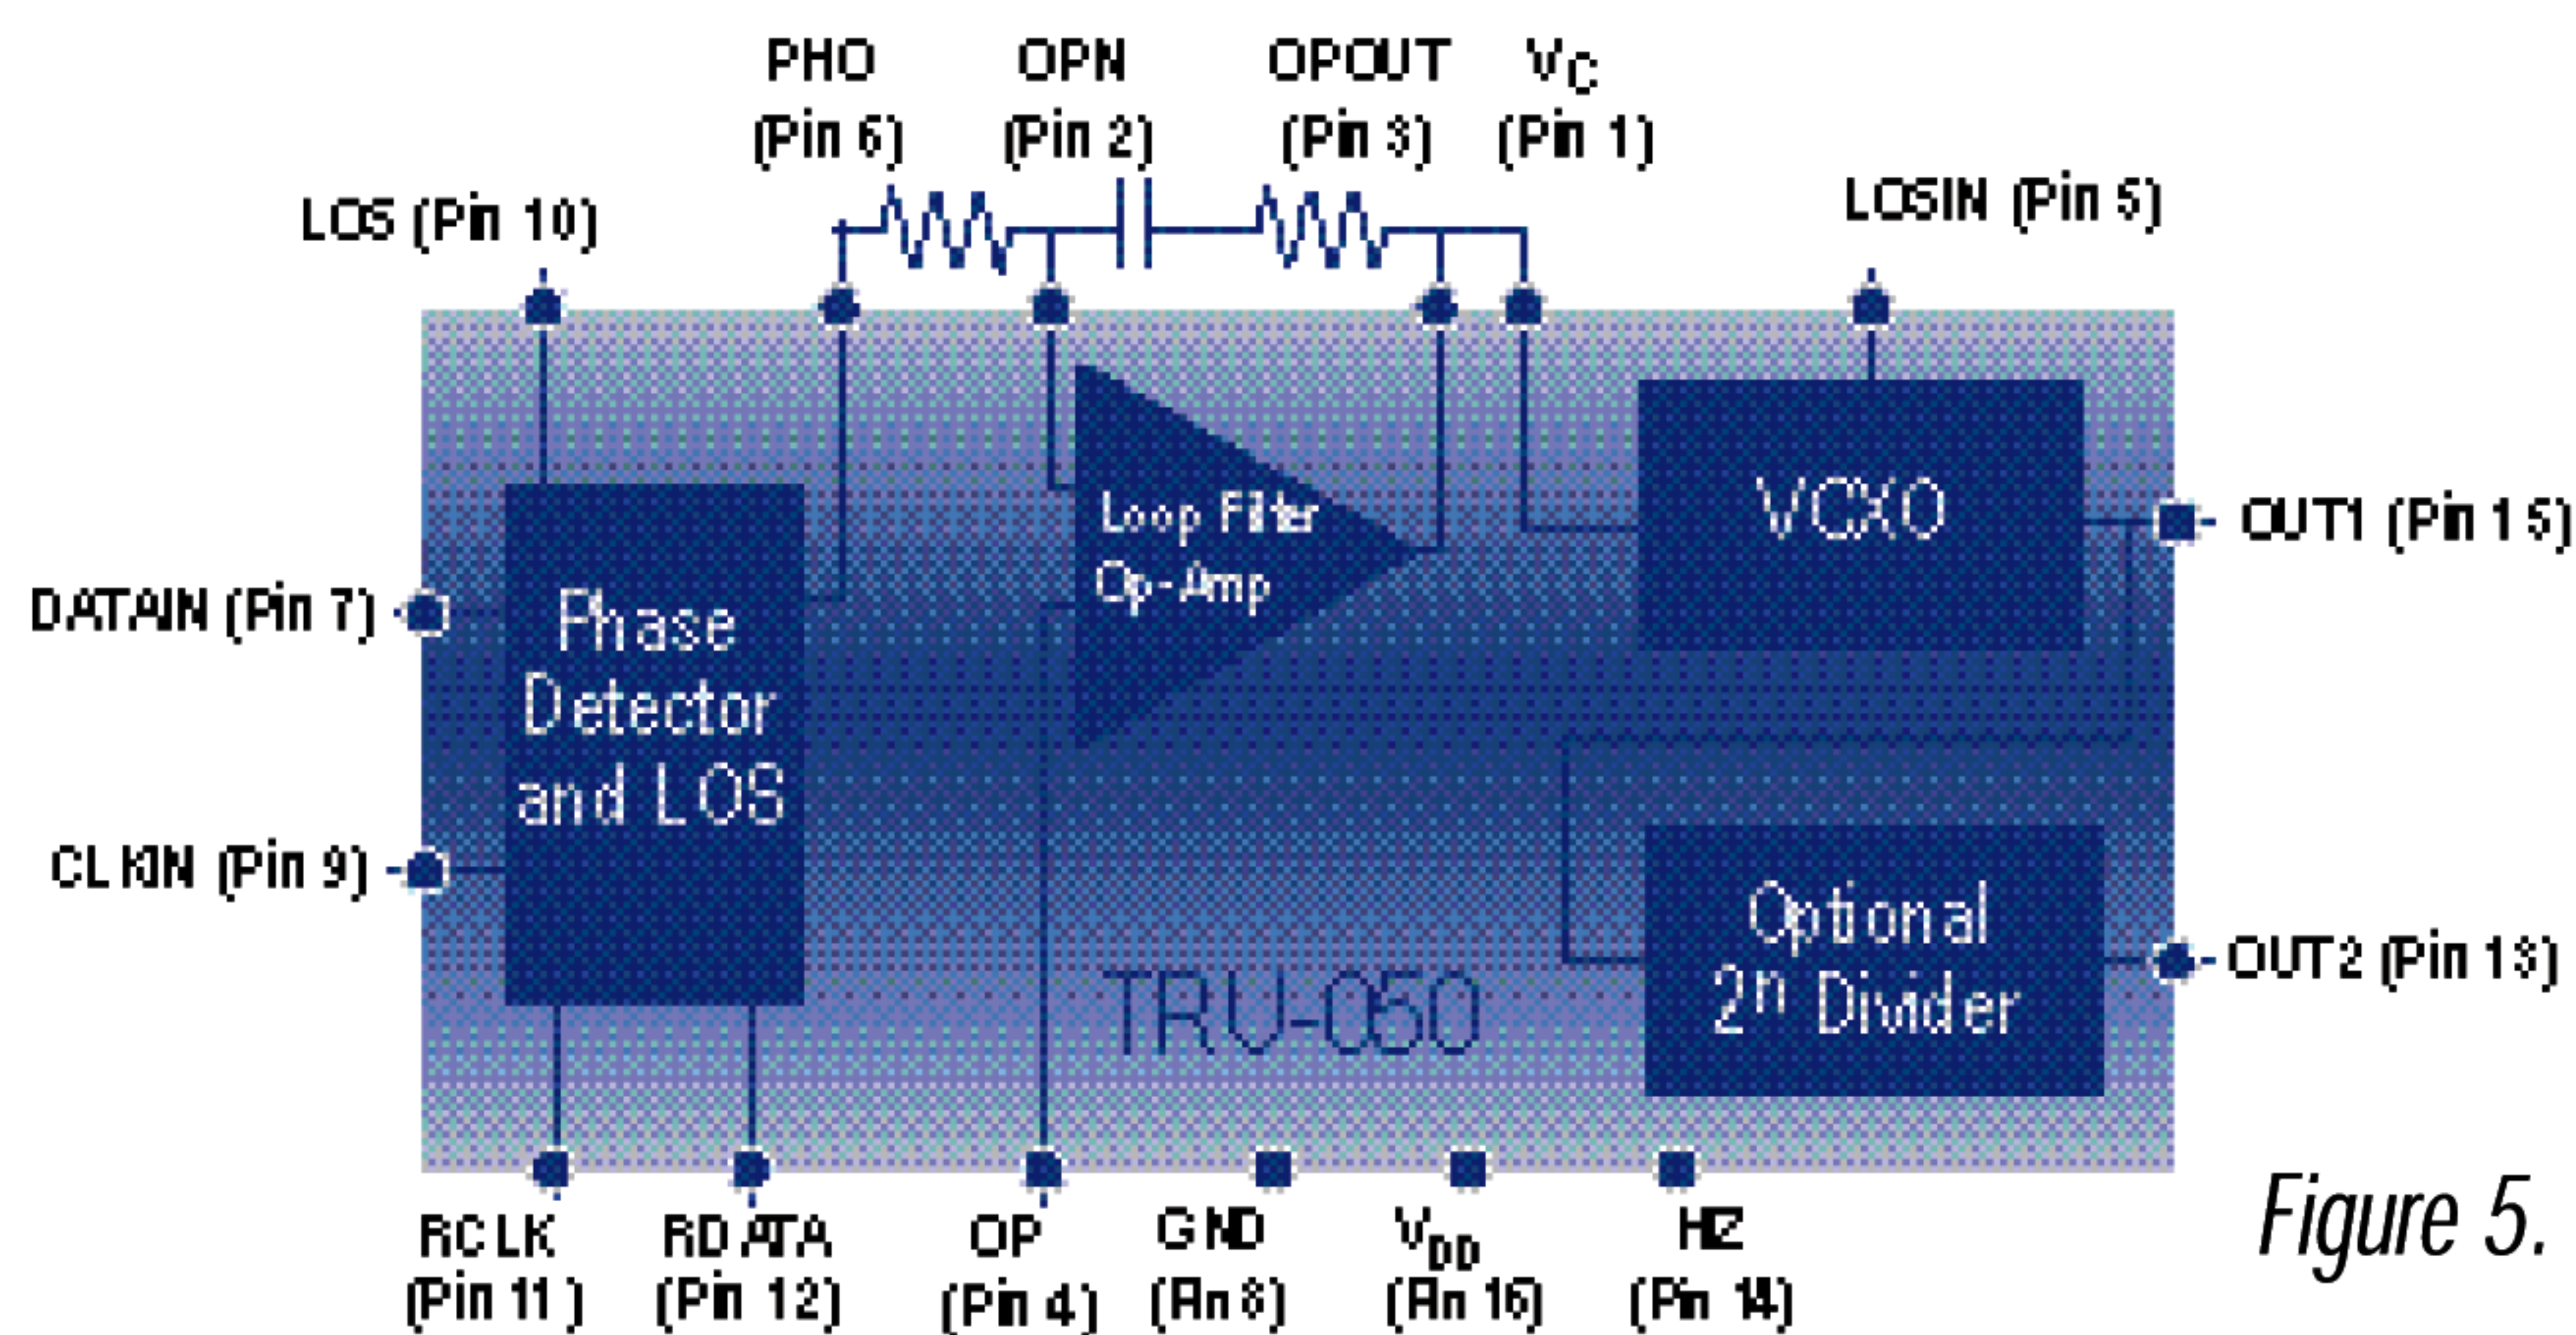 PHO
(Pin 6)
OPN
(Pin 2)
OPOUT
(Pin 3)
VC
(Pin 1)
LOS (Pin 10)
LOSIN (Pin 5)
DATAIN (Pin 7)
CLKIN (Pin 9)
Phase
Detector
and LOS
Loop Filter
Op-Amp
VCXO
OUT1 (Pin 15)
Optional
2ⁿ Divider
OUT2 (Pin 13)
TRU-050
RCLK
(Pin 11)
RDATA
(Pin 12)
OP
(Pin 4)
GND
(Pin 8)
VDD
(Pin 16)
HIZ
(Pin 14)
Figure 5.